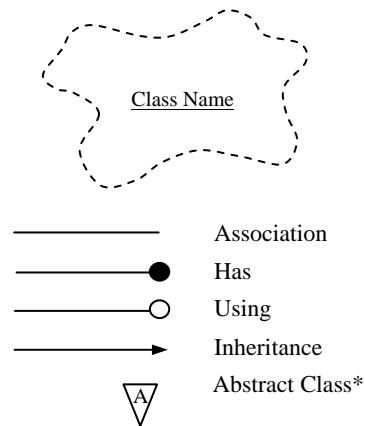 Class Name
Association
Has
Using
Inheritance
A
Abstract Class*